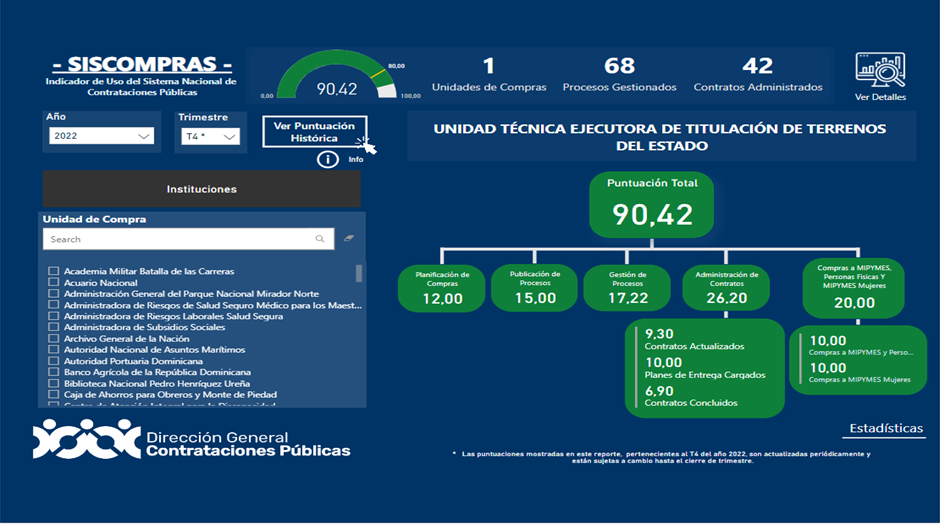 - SISCOMPRAS -
Indicador de Uso del Sistema Nacional de
Contrataciones Públicas
0,00
90,42
80,00
100,00
1
Unidades de Compras
68
Procesos Gestionados
42
Contratos Administrados
Ver Detalles
Año
2022
Trimestre
T4 *
Ver Puntuación
Histórica
i
Info
UNIDAD TÉCNICA EJECUTORA DE TITULACIÓN DE TERRENOS
DEL ESTADO
Instituciones
Unidad de Compra
Search
Academia Militar Batalla de las Carreras
Acuario Nacional
Administración General del Parque Nacional Mirador Norte
Administradora de Riesgos de Salud Seguro Médico para los Maest...
Administradora de Riesgos Laborales Salud Segura
Administradora de Subsidios Sociales
Archivo General de la Nación
Autoridad Nacional de Asuntos Marítimos
Autoridad Portuaria Dominicana
Banco Agrícola de la República Dominicana
Biblioteca Nacional Pedro Henríquez Ureña
Caja de Ahorros para Obreros y Monte de Piedad
Puntuación Total
90,42
Planificación de
Compras
12,00
Publicación de
Procesos
15,00
Gestión de
Procesos
17,22
Administración de
Contratos
26,20
Compras a MIPYMES,
Personas Fisicas Y
MIPYMES Mujeres
20,00
9,30
Contratos Actualizados
10,00
Planes de Entrega Cargados
6,90
Contratos Concluidos
10,00
Compras a MIPYMES y Perso...
10,00
Compras a MIPYMES Mujeres
Estadísticas
Dirección General
Contrataciones Públicas
* Las puntuaciones mostradas en este reporte, pertenecientes al T4 del año 2022, son actualizadas periódicamente y
están sujetas a cambio hasta el cierre de trimestre.